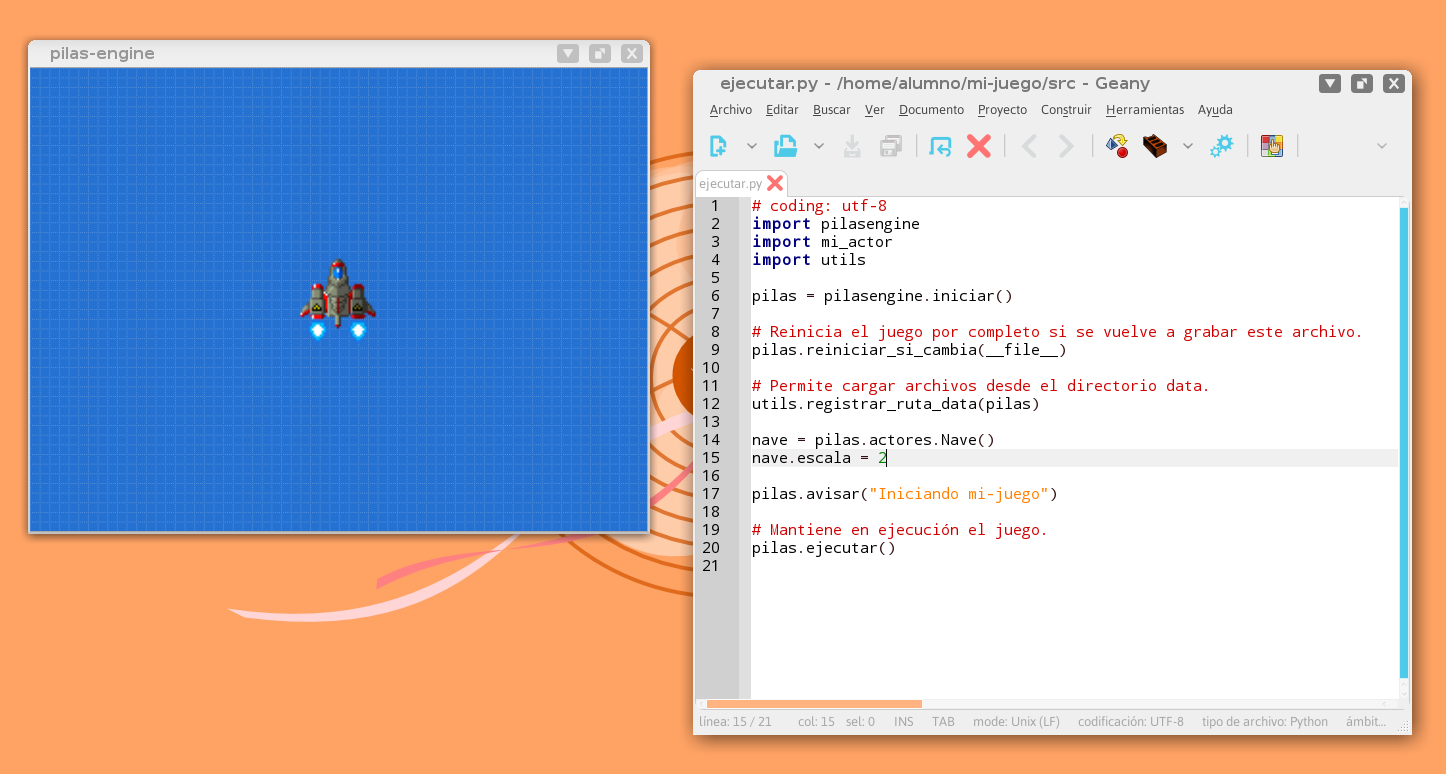 pilas-engine
ejecutar.py - /home/alumno/mi-juego/src - Geany
Archivo Editar Buscar Ver Documento Proyecto Construir Herramientas Ayuda
ejecutar.py
1 # coding: utf-8
2 import pilasengine
3 import mi_actor
4 import utils
5
6 pilas = pilasengine.iniciar()
7
8 # Reinicia el juego por completo si se vuelve a grabar este archivo.
9 pilas.reiniciar_si_cambia(__file__)
10
11 # Permite cargar archivos desde el directorio data.
12 utils.registrar_ruta_data(pilas)
13
14 nave = pilas.actores.Nave()
15 nave.escala = 2
16
17 pilas.avisar("Iniciando mi-juego")
18
19 # Mantiene en ejecución el juego.
20 pilas.ejecutar()
21
línea: 15 / 21 col: 15 sel: 0 INS TAB mode: Unix (LF) codificación: UTF-8 tipo de archivo: Python ámbit...